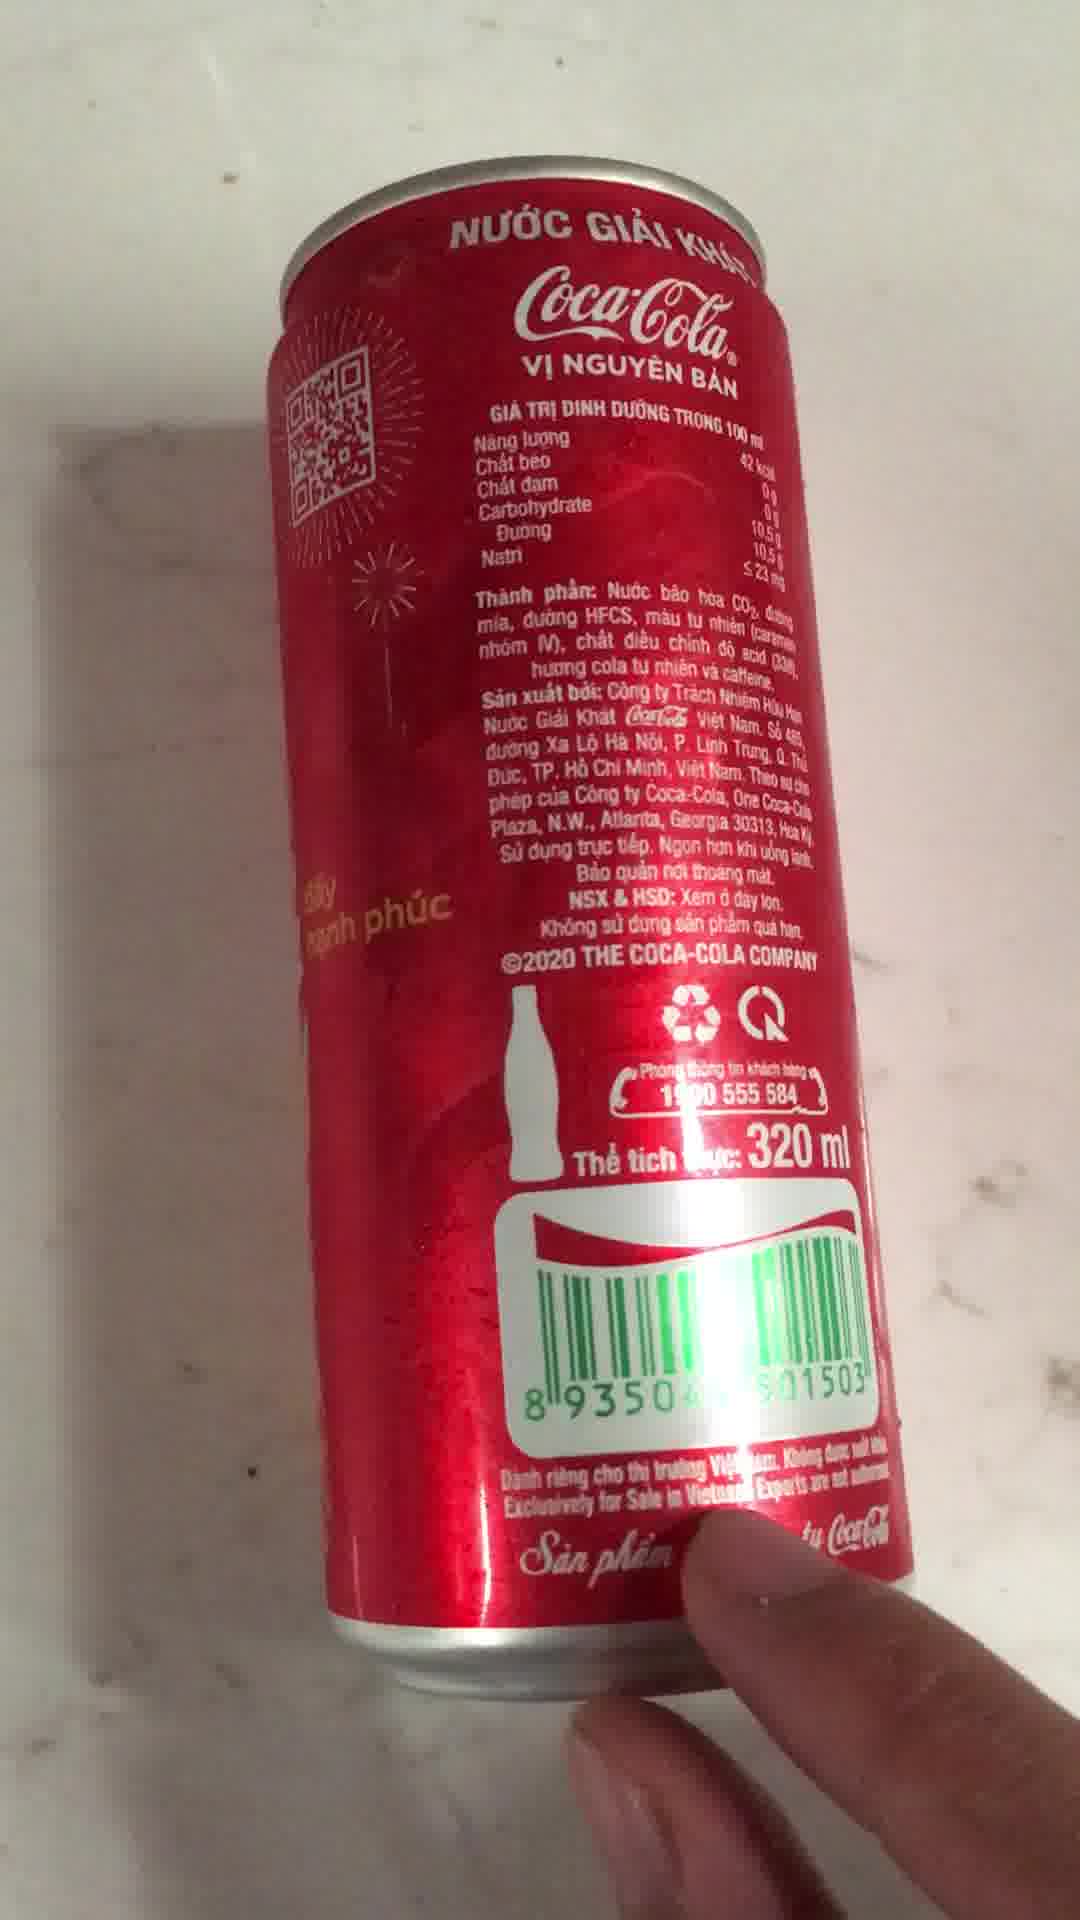 NƯỚC GIẢI KHÁT
Coca-Cola®
VỊ NGUYÊN BẢN
GIÁ TRỊ DINH DƯỠNG TRONG 100 ml
Năng lượng 42 kcal
Chất béo 0 g
Chất đạm 0 g
Carbohydrate 10,5 g
Đường 10,5 g
Natri ≤ 23 mg
Thành phần: Nước bão hòa CO₂, đường
mía, đường HFCS, màu tự nhiên (caramen
nhóm IV), chất điều chỉnh độ acid (338),
hương cola tự nhiên và caffeine.
Sản xuất bởi: Công ty Trách Nhiệm Hữu Hạn
Nước Giải Khát Coca-Cola Việt Nam. Số 485,
đường Xa Lộ Hà Nội, P. Linh Trung, Q. Thủ
Đức, TP. Hồ Chí Minh, Việt Nam. Theo sự cho
phép của Công ty Coca-Cola, One Coca-Cola
Plaza, N.W., Atlanta, Georgia 30313, Hoa Kỳ.
Sử dụng trực tiếp. Ngon hơn khi uống lạnh.
Bảo quản nơi thoáng mát.
NSX & HSD: Xem ở đáy lon.
Không sử dụng sản phẩm quá hạn.
©2020 THE COCA-COLA COMPANY
phúc
Phòng thông tin khách hàng
555 584
Thể tích 320 ml
Dành riêng cho thị trường Việt Nam. Không được xuất khẩu
Exclusively for Sale in Vietnam. Exports are not authorized
Sản phẩm ty Coca-Cola